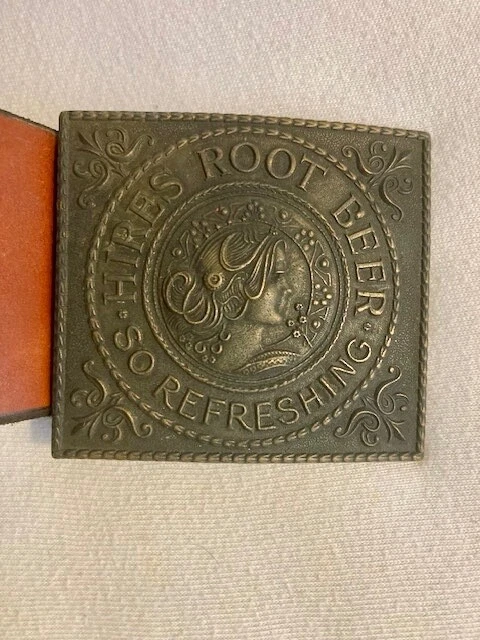 · HIRES ROOT BEER ·
SO REFRESHING